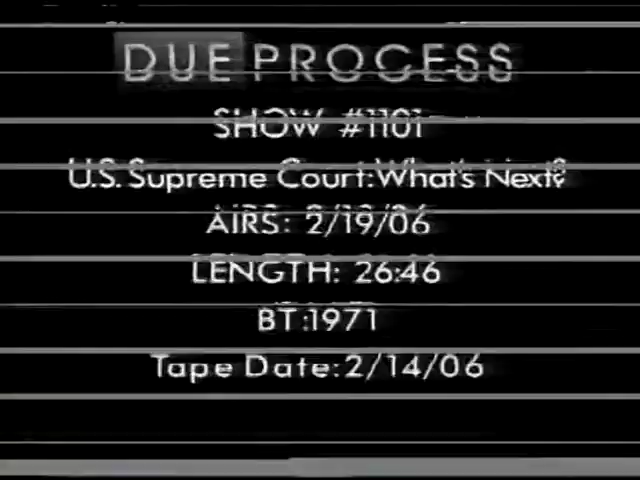 DUE PROCESS
SHOW #1101
U.S. Supreme Court:What's Next?
AIRS: 2/19/06
LENGTH: 26:46
BT:1971
Tape Date:2/14/06